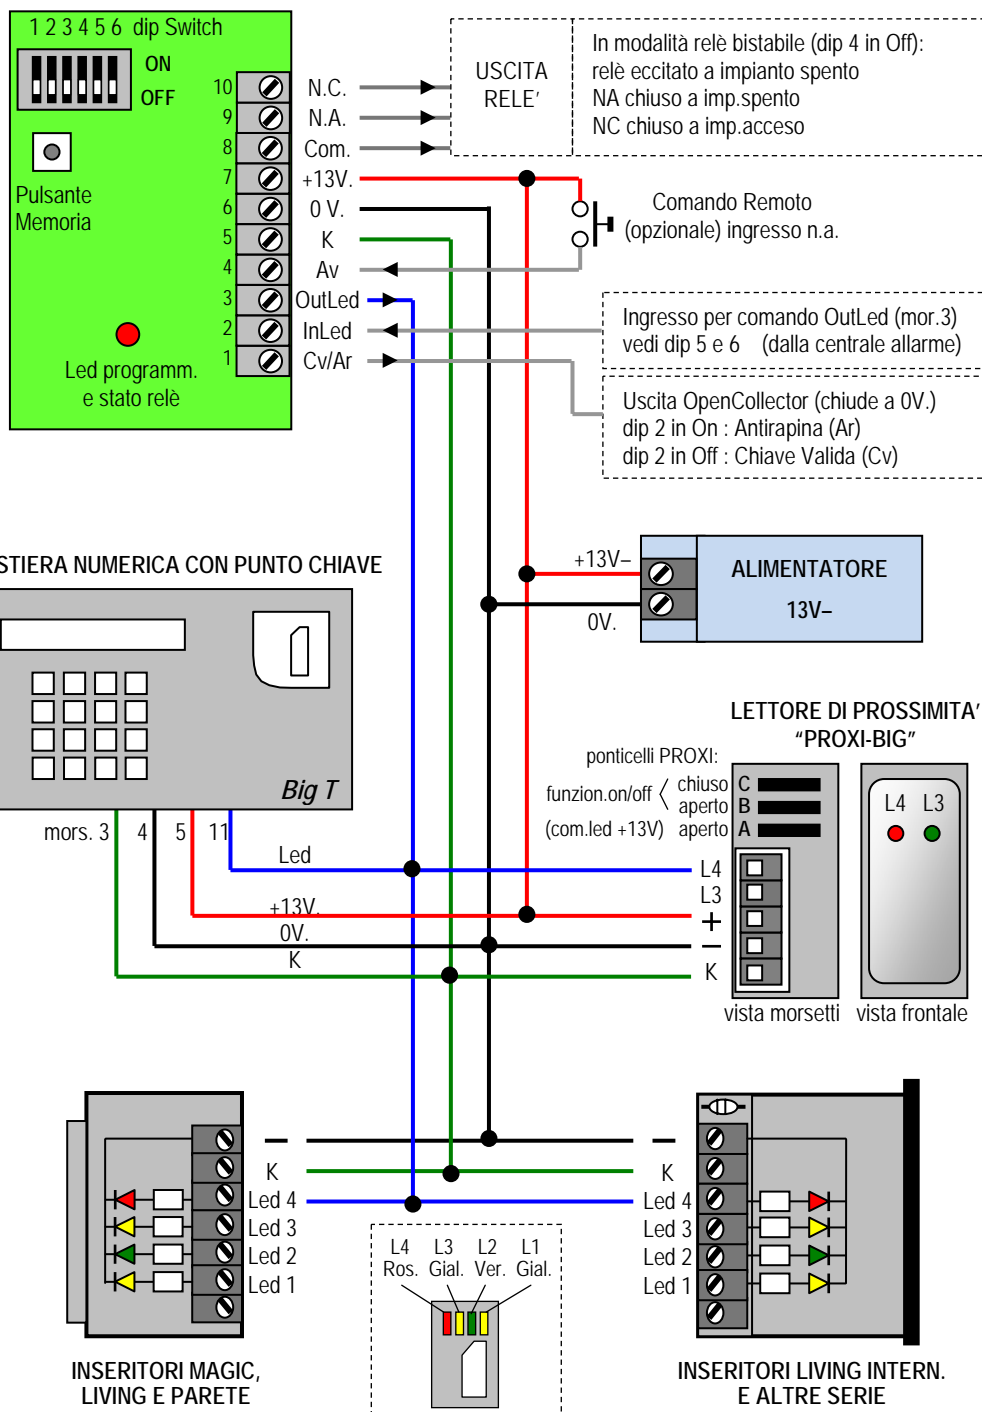 1 2 3 4 5 6 dip Switch
ON
OFF
Pulsante
Memoria
Led programm.
e stato relè
10 N.C.
9 N.A.
8 Com.
7 +13V.
6 0 V.
5 K
4 Av
3 OutLed
2 InLed
1 Cv/Ar
USCITA
RELE'
In modalità relè bistabile (dip 4 in Off):
relè eccitato a impianto spento
NA chiuso a imp.spento
NC chiuso a imp.acceso
Comando Remoto
(opzionale) ingresso n.a.
Ingresso per comando OutLed (mor.3)
vedi dip 5 e 6 (dalla centrale allarme)
Uscita OpenCollector (chiude a 0V.)
dip 2 in On : Antirapina (Ar)
dip 2 in Off : Chiave Valida (Cv)
STIERA NUMERICA CON PUNTO CHIAVE
Big T
mors. 3 4 5 11
+13V–
0V.
ALIMENTATORE
13V–
LETTORE DI PROSSIMITA'
“PROXI-BIG”
ponticelli PROXI:
funzion.on/off
chiuso C
aperto B
(com.led +13V) aperto A
L4 L3
Led
+13V.
0V.
K
L4
L3
+
–
K
vista morsetti
vista frontale
–
K
Led 4
Led 3
Led 2
Led 1
INSERITORI MAGIC,
LIVING E PARETE
L4 L3 L2 L1
Ros. Gial. Ver. Gial.
–
K
Led 4
Led 3
Led 2
Led 1
INSERITORI LIVING INTERN.
E ALTRE SERIE